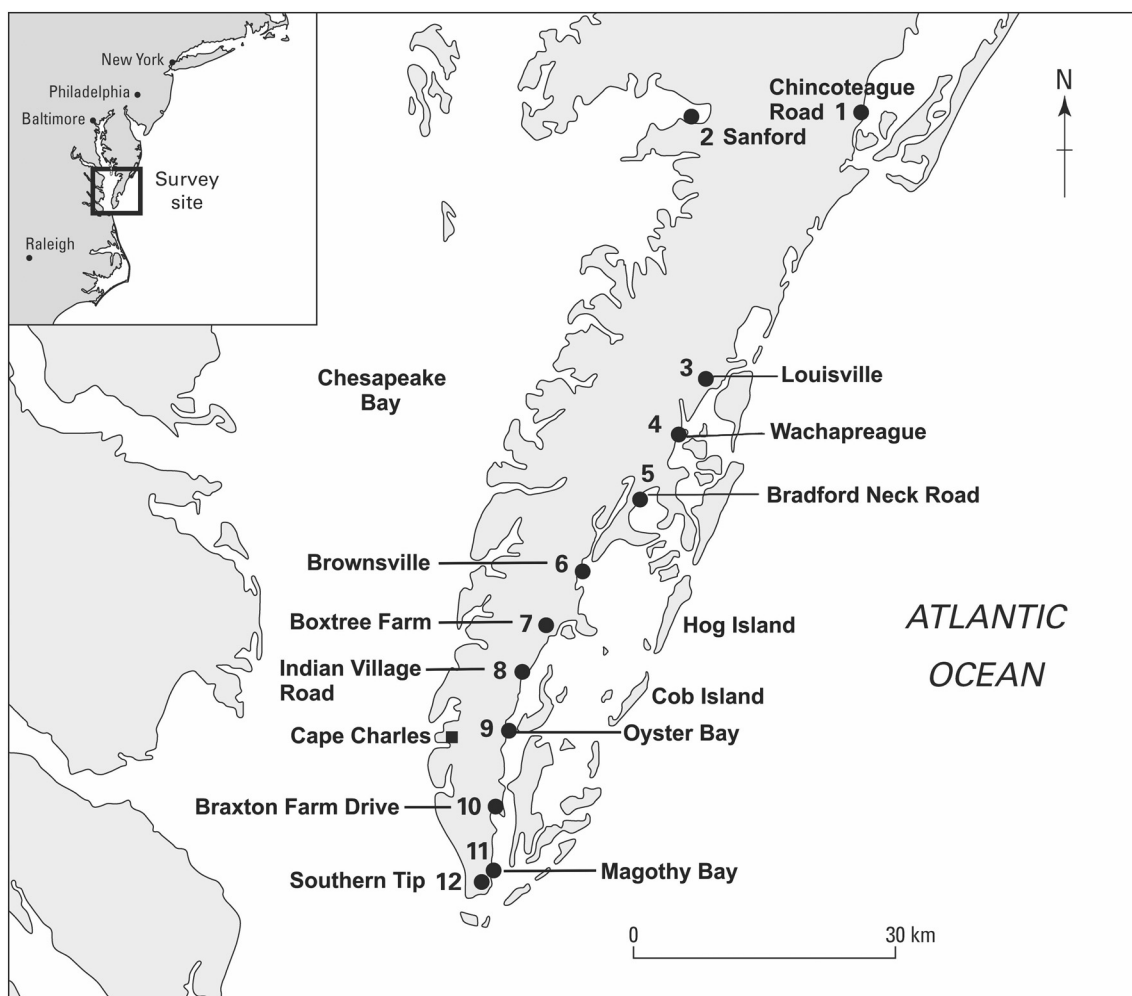 New York
Philadelphia
Baltimore
Survey
site
Raleigh
N
Chincoteague
Road 1
2 Sanford
3 Louisville
Chesapeake
Bay
4 Wachapreague
5
Bradford Neck Road
Brownsville 6
Boxtree Farm 7
Hog Island
ATLANTIC
OCEAN
Indian Village 8
Road
Cob Island
Cape Charles 9 Oyster Bay
Braxton Farm Drive 10
11
Magothy Bay
Southern Tip 12
0 30 km